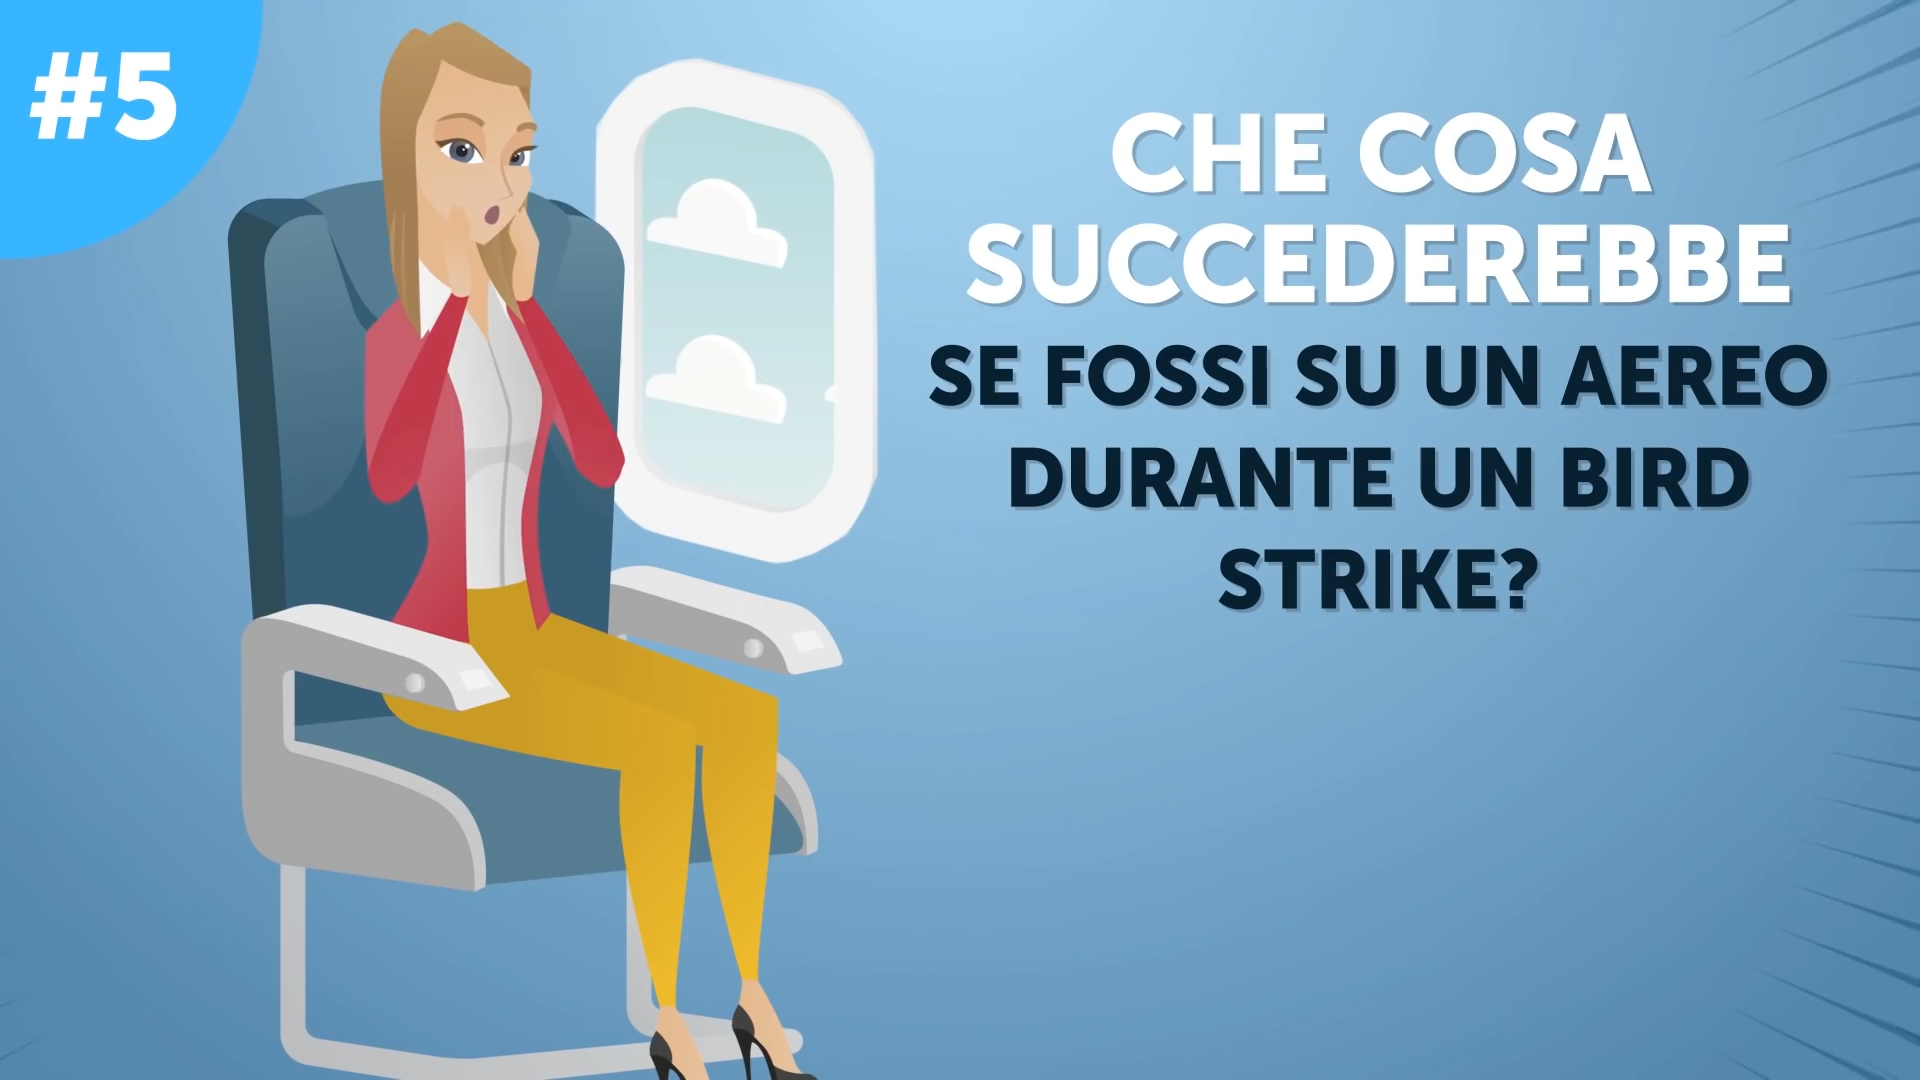 #5
CHE COSA
SUCCEDEREBBE
SE FOSSI SU UN AEREO
DURANTE UN BIRD
STRIKE?